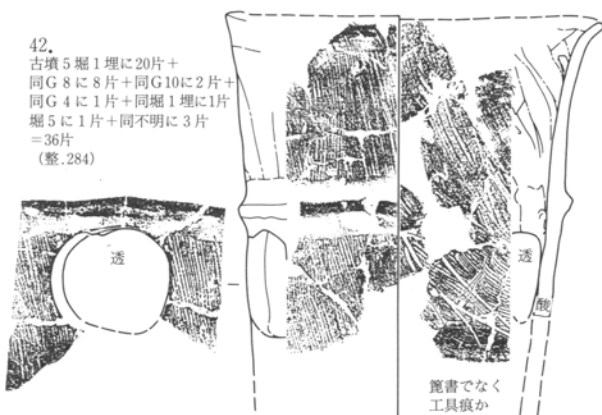 42.
古墳5堀1埋に20片+
同G8に8片+同G10に2片+
同G4に1片+同堀1埋に1片
堀5に1片+同不明に3片
=36片
(整.284)
透
透
酸
箆書でなく
工具痕か